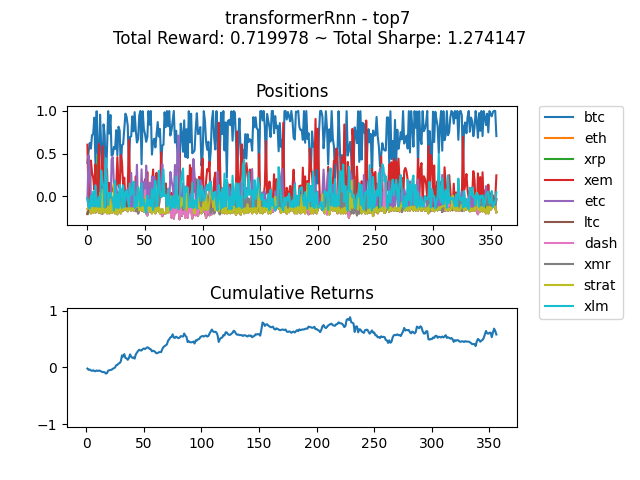 transformerRnn - top7
Total Reward: 0.719978 ~ Total Sharpe: 1.274147
Positions
1.0
0.5
0.0
0 50 100 150 200 250 300 350
btc
eth
xrp
xem
etc
ltc
dash
xmr
strat
xlm
Cumulative Returns
1
0
−1
0 50 100 150 200 250 300 350